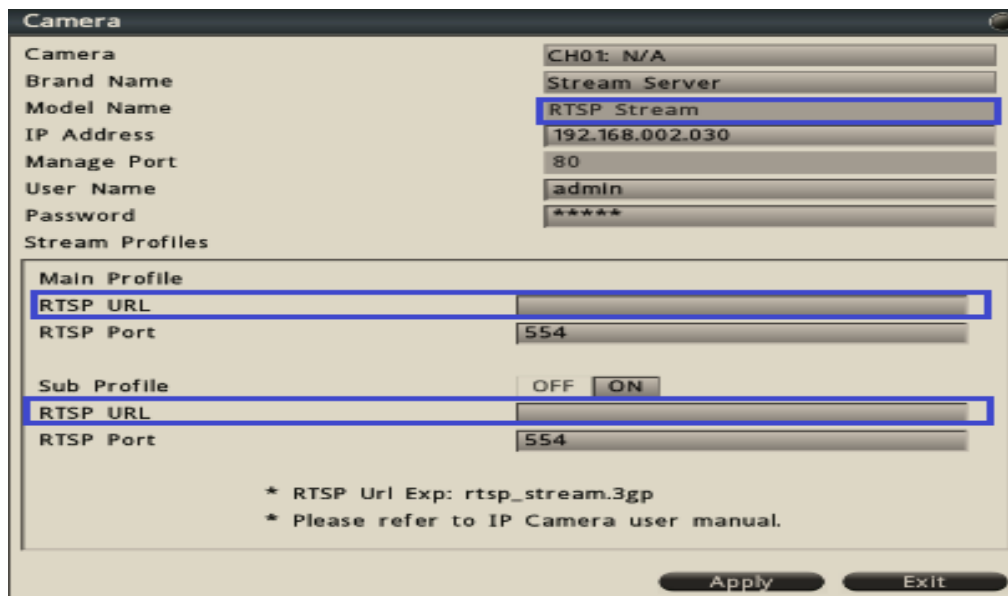 Camera
Camera CH01: N/A
Brand Name Stream Server
Model Name RTSP Stream
IP Address 192.168.002.030
Manage Port 80
User Name admin
Password *****
Stream Profiles
Main Profile
RTSP URL
RTSP Port 554
Sub Profile OFF ON
RTSP URL
RTSP Port 554
* RTSP Url Exp: rtsp_stream.3gp
* Please refer to IP Camera user manual.
Apply Exit